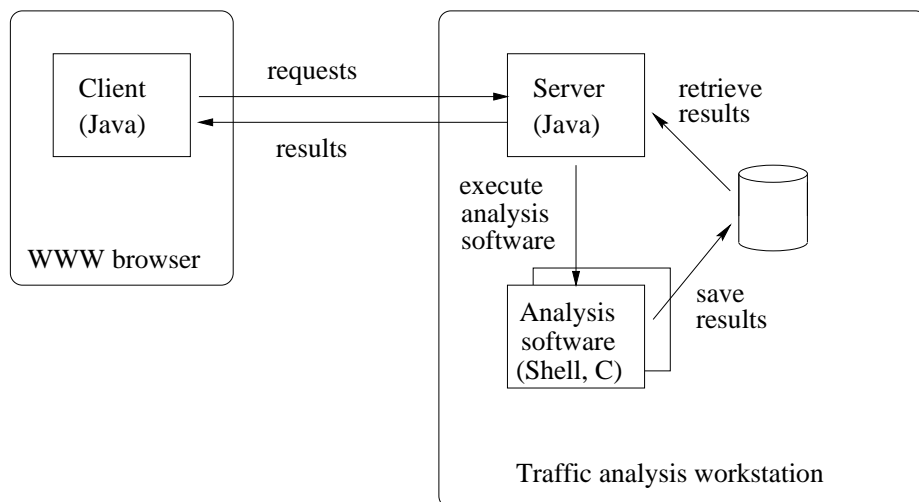 Client
(Java)
WWW browser
requests
results
Server
(Java)
retrieve
results
execute
analysis
software
save
results
Analysis
software
(Shell, C)
Traffic analysis workstation